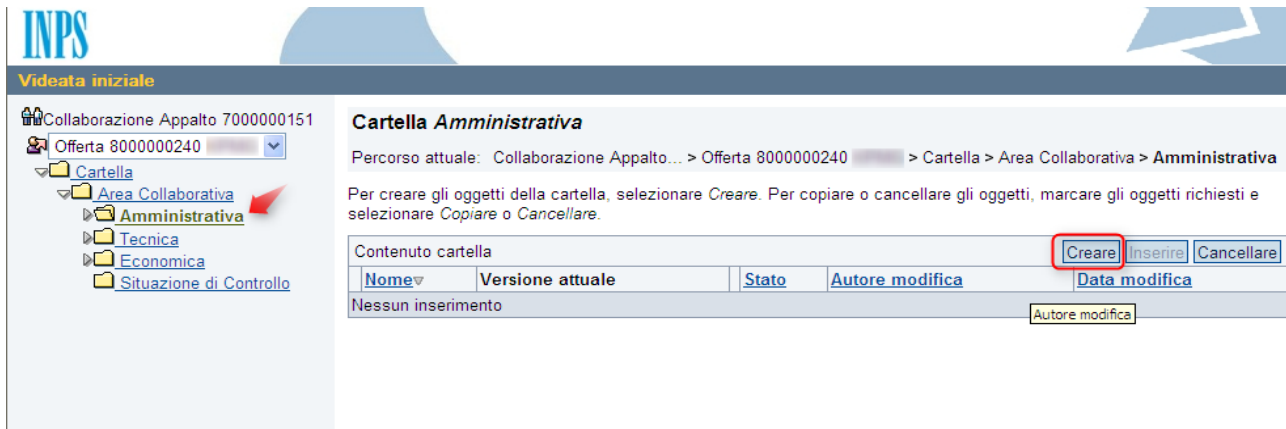 INPS
Videata iniziale
Collaborazione Appalto 7000000151
Offerta 8000000240
Cartella
Area Collaborativa
Amministrativa
Tecnica
Economica
Situazione di Controllo
Cartella Amministrativa
Percorso attuale: Collaborazione Appalto... > Offerta 8000000240 > Cartella > Area Collaborativa > Amministrativa
Per creare gli oggetti della cartella, selezionare Creare. Per copiare o cancellare gli oggetti, marcare gli oggetti richiesti e
selezionare Copiare o Cancellare.
Contenuto cartella Creare Inserire Cancellare
Nome Versione attuale Stato Autore modifica Data modifica
Nessun inserimento
Autore modifica